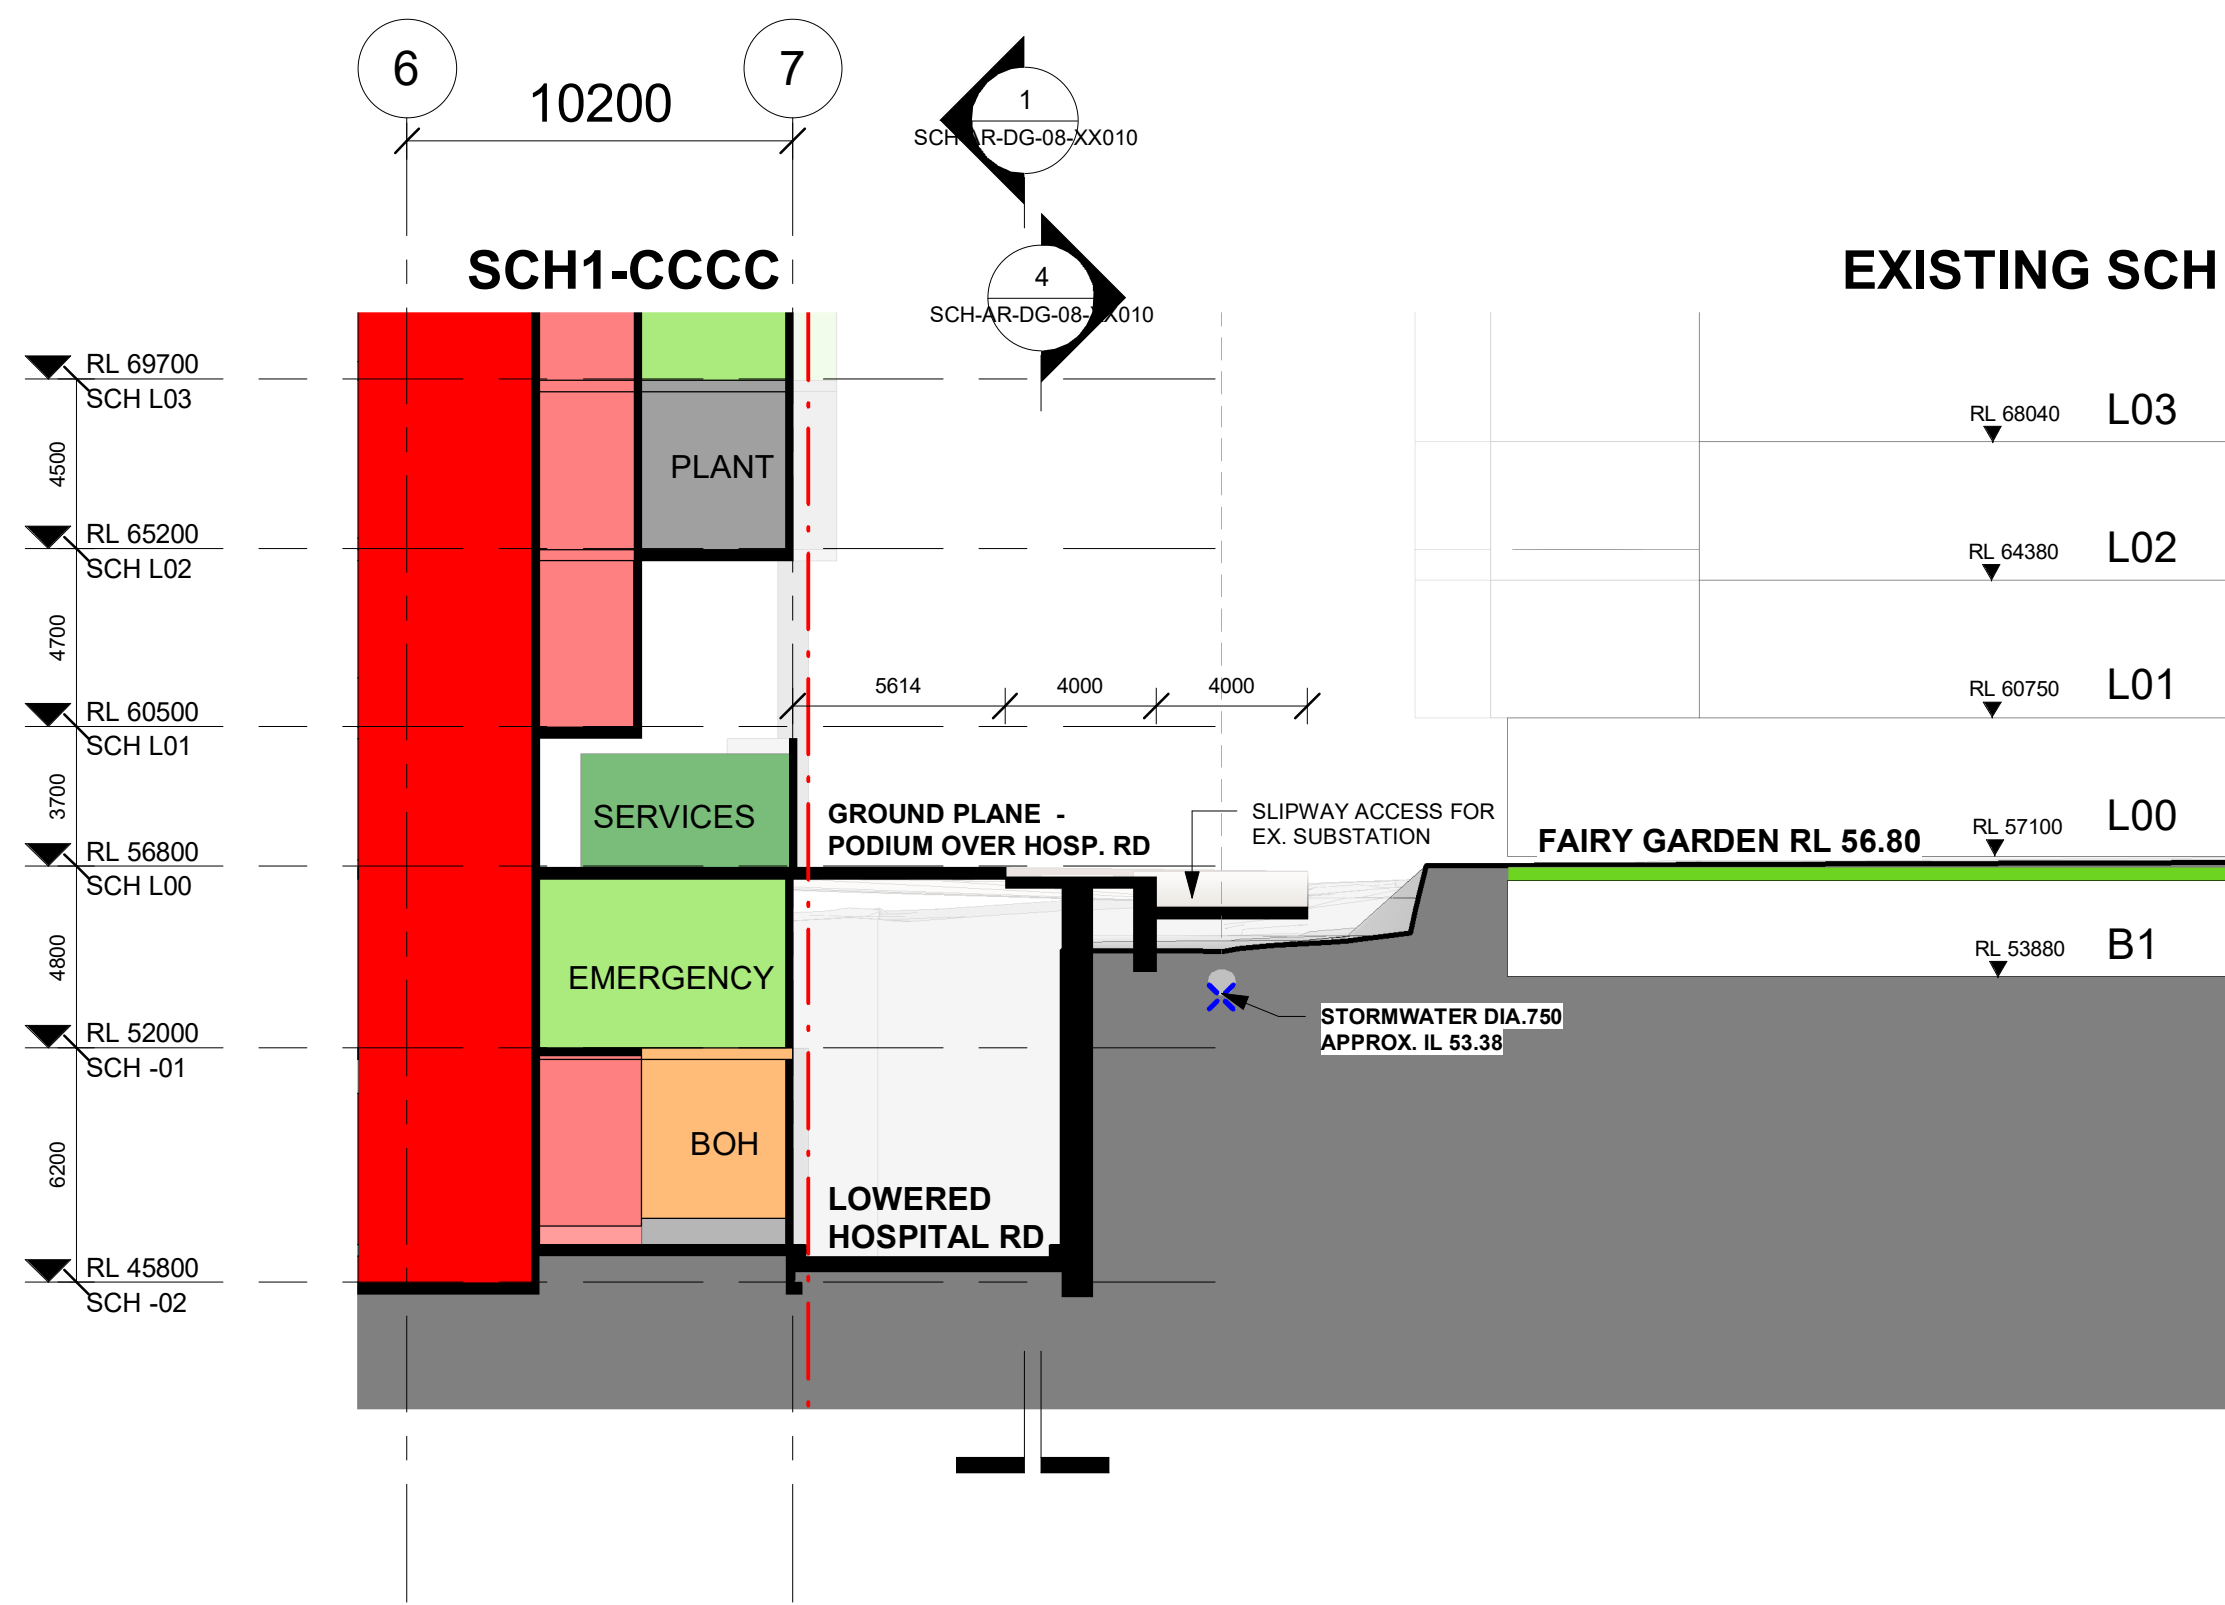 6
7
10200
1
SCH-AR-DG-08-XX010
4
SCH-AR-DG-08-XX010
SCH1-CCCC
EXISTING SCH
RL 69700
SCH L03
4500
RL 65200
SCH L02
4700
RL 60500
SCH L01
3700
RL 56800
SCH L00
4800
RL 52000
SCH -01
6200
RL 45800
SCH -02
PLANT
SERVICES
EMERGENCY
BOH
5614
4000
4000
GROUND PLANE -
PODIUM OVER HOSP. RD
SLIPWAY ACCESS FOR
EX. SUBSTATION
LOWERED
HOSPITAL RD
STORMWATER DIA.750
APPROX. IL 53.38
FAIRY GARDEN RL 56.80
RL 68040
L03
RL 64380
L02
RL 60750
L01
RL 57100
L00
RL 53880
B1